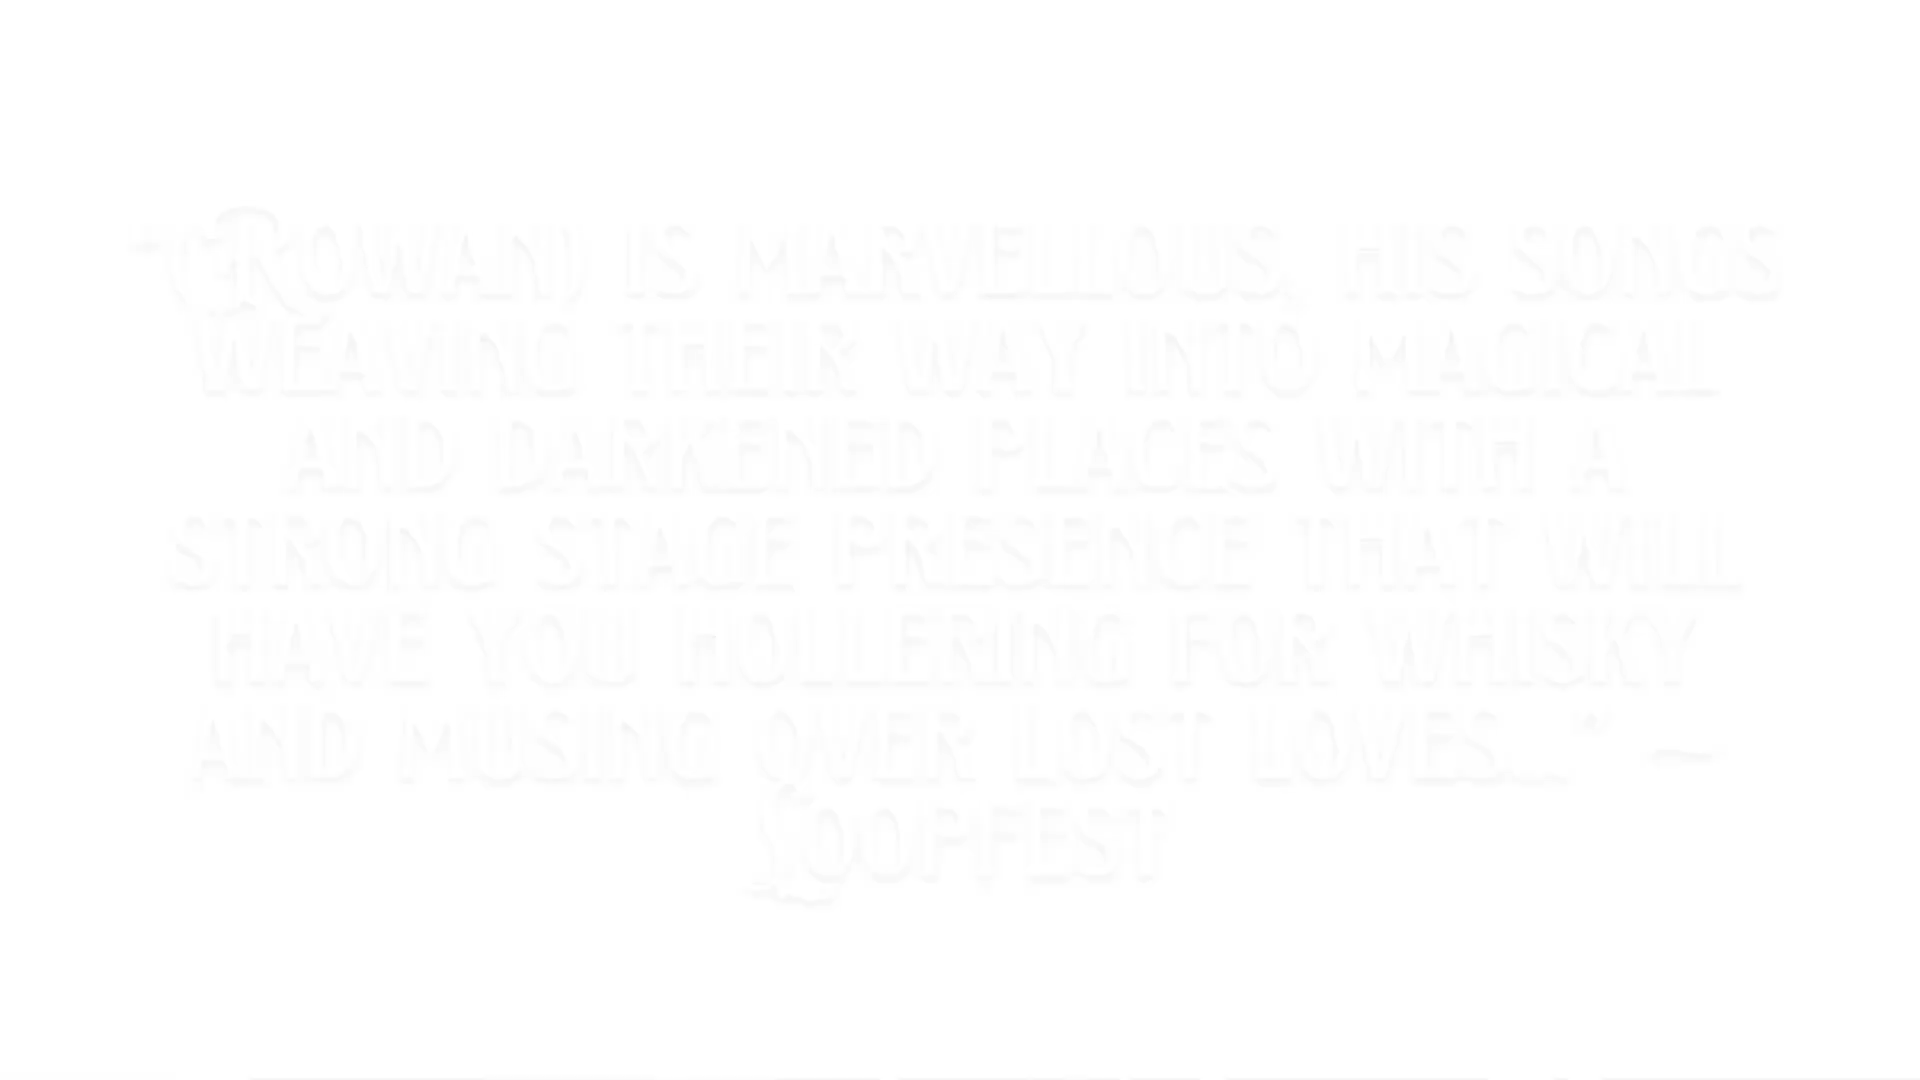 "(Rowan) is marvellous, his songs
weaving their way into magical
and darkened places with a
strong stage presence that will
have you hollering for whisky
and musing over lost loves..." –
Coopfest